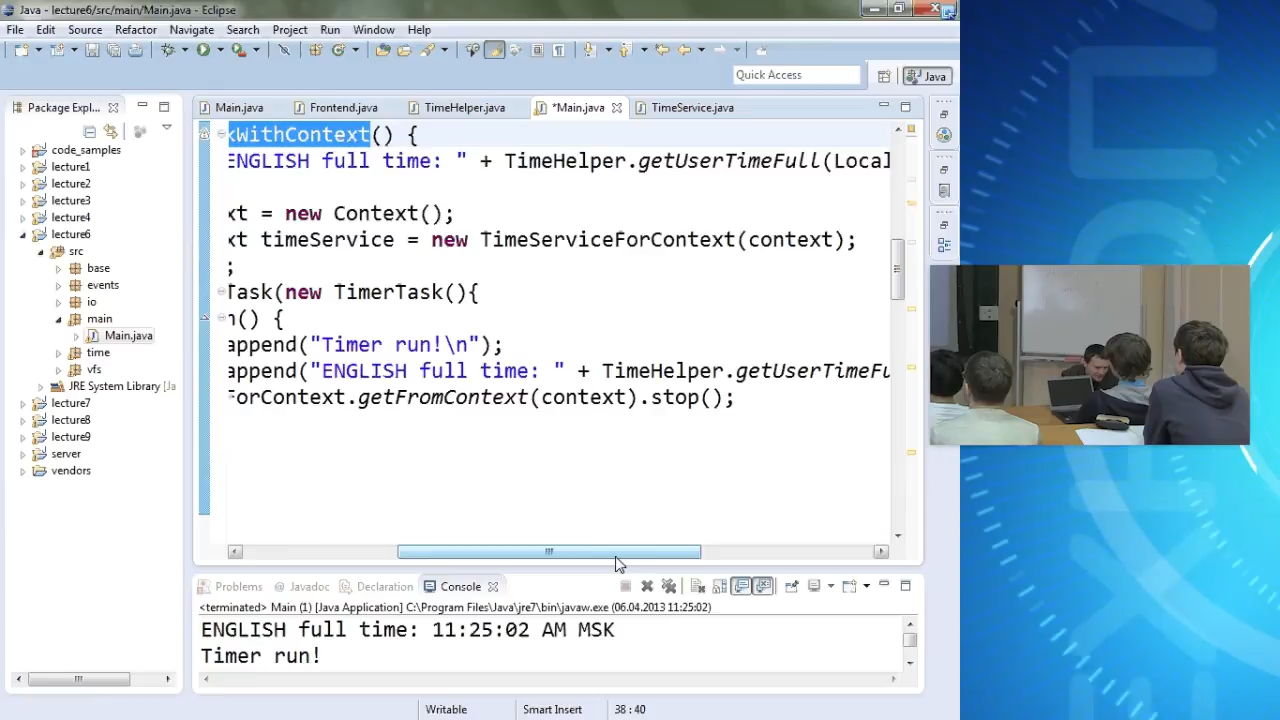 Java - lecture6/src/main/Main.java - Eclipse
File Edit Source Refactor Navigate Search Project Run Window Help
Quick Access
Java
Package Expl...
Main.java
Frontend.java
TimeHelper.java
*Main.java
TimeService.java
code_samples
lecture1
lecture2
lecture3
lecture4
lecture6
src
base
events
io
main
Main.java
time
vfs
JRE System Library [Ja
lecture7
lecture8
lecture9
server
vendors
xWithContext() {
ENGLISH full time: " + TimeHelper.getUserTimeFull(Local
xt = new Context();
xt timeService = new TimeServiceForContext(context);
;
Task(new TimerTask(){
n() {
append("Timer run!\n");
append("ENGLISH full time: " + TimeHelper.getUserTimeFu
ForContext.getFromContext(context).stop();
Problems
@ Javadoc
Declaration
Console
<terminated> Main (1) [Java Application] C:\Program Files\Java\jre7\bin\javaw.exe (06.04.2013 11:25:02)
ENGLISH full time: 11:25:02 AM MSK
Timer run!
Writable
Smart Insert
38 : 40